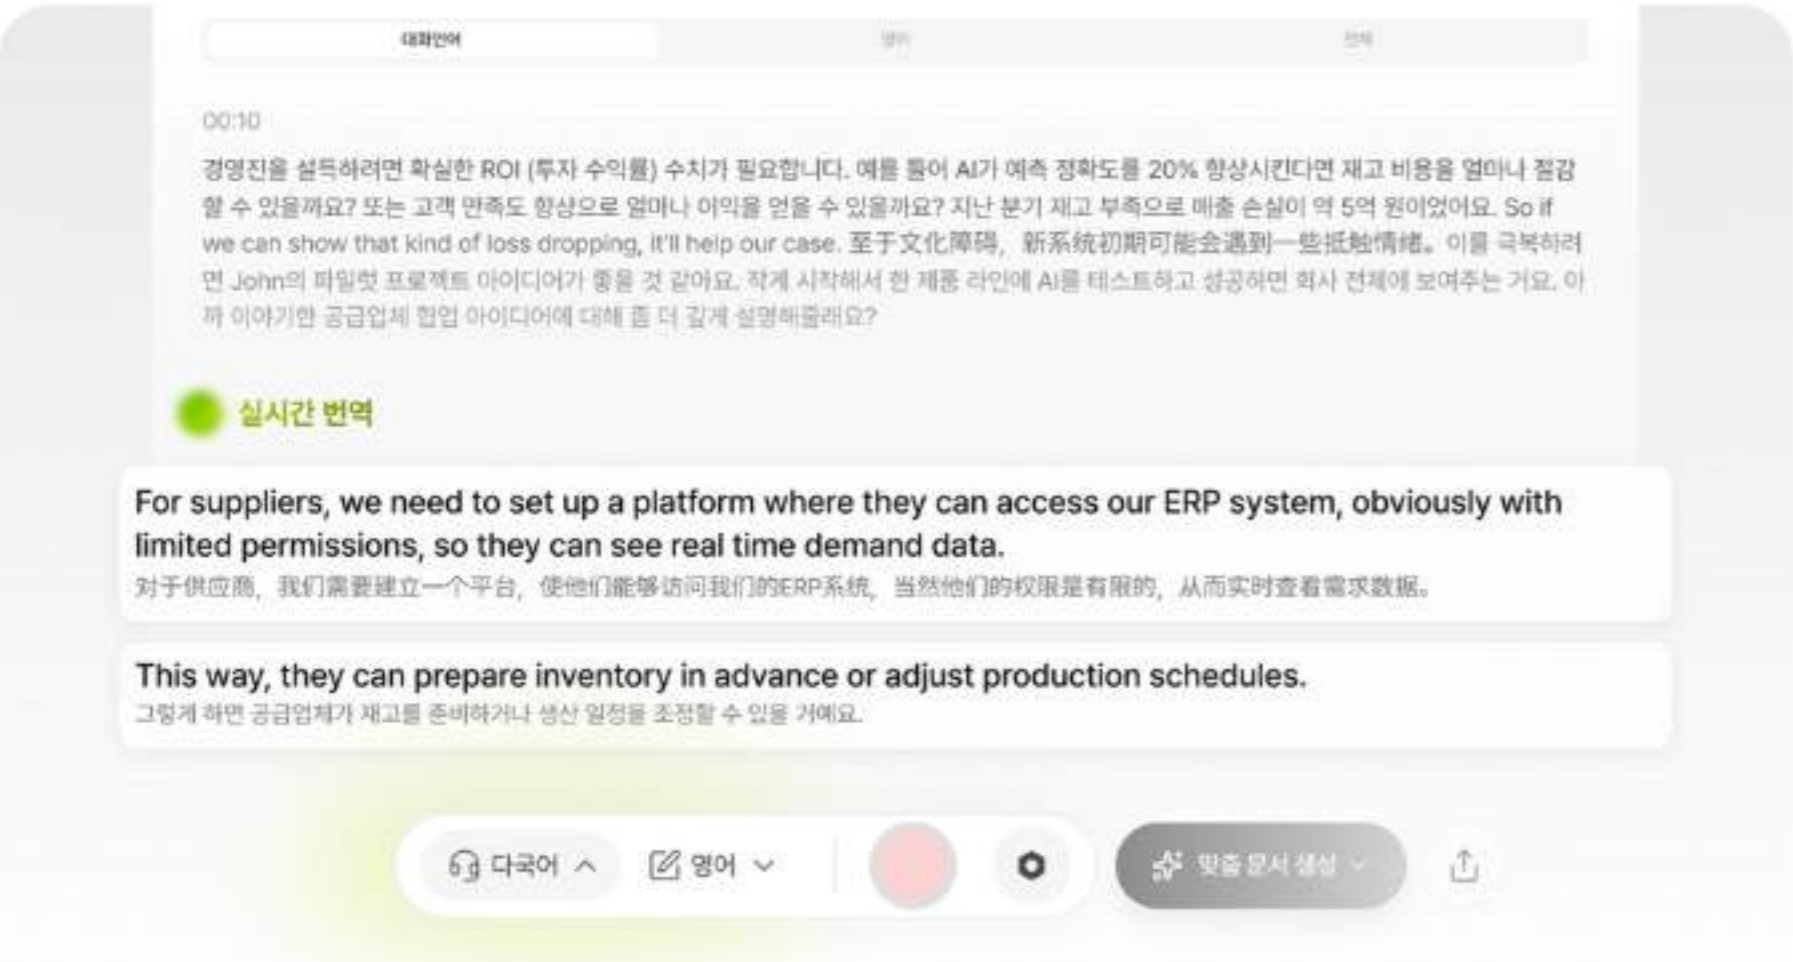 대화언어 영어 전체
00:10
경영진을 설득하려면 확실한 ROI (투자 수익률) 수치가 필요합니다. 예를 들어 AI가 예측 정확도를 20% 향상시킨다면 재고 비용을 얼마나 절감
할 수 있을까요? 또는 고객 만족도 향상으로 얼마나 이익을 얻을 수 있을까요? 지난 분기 재고 부족으로 매출 손실이 약 5억 원이었어요. So if
we can show that kind of loss dropping, it'll help our case. 至于文化障碍，新系统初期可能会遇到一些抵触情绪。이를 극복하려
면 John의 파일럿 프로젝트 아이디어가 좋을 것 같아요. 작게 시작해서 한 제품 라인에 AI를 테스트하고 성공하면 회사 전체에 보여주는 거요. 아
까 이야기한 공급업체 협업 아이디어에 대해 좀 더 깊게 설명해줄래요?
실시간 번역
For suppliers, we need to set up a platform where they can access our ERP system, obviously with
limited permissions, so they can see real time demand data.
对于供应商，我们需要建立一个平台，使他们能够访问我们的ERP系统，当然他们的权限是有限的，从而实时查看需求数据。
This way, they can prepare inventory in advance or adjust production schedules.
그렇게 하면 공급업체가 재고를 준비하거나 생산 일정을 조정할 수 있을 거예요.
다국어 영어 맞춤 문서 생성